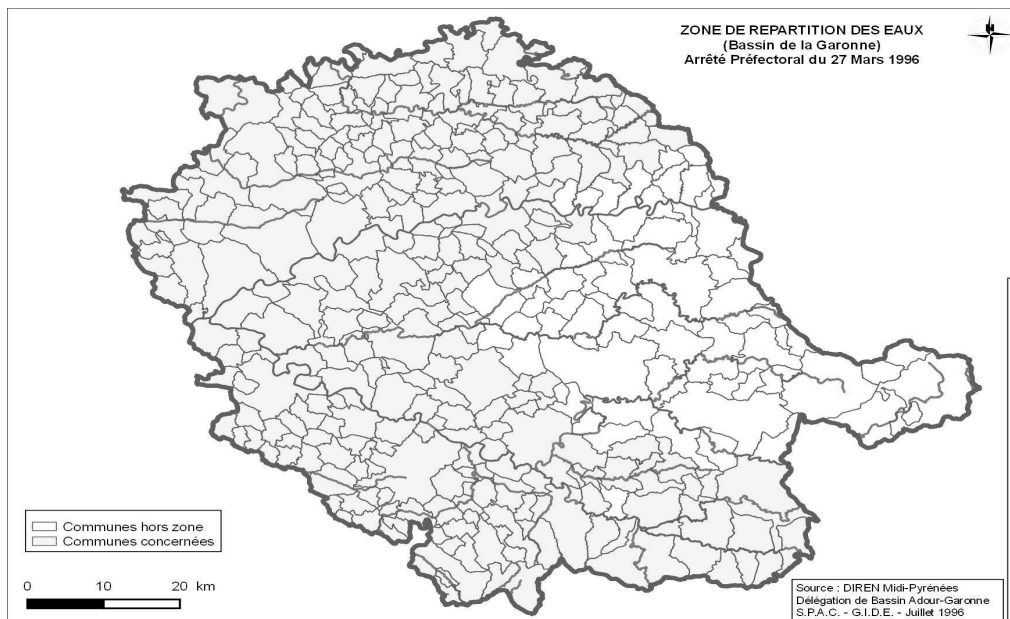 ZONE DE REPARTITION DES EAUX
(Bassin de la Garonne)
Arrêté Préfectoral du 27 Mars 1996
N
Communes hors zone
Communes concernées
0 10 20 km
Source : DIREN Midi-Pyrénées
Délégation de Bassin Adour-Garonne
S.P.A.C. - G.I.D.E. - Juillet 1996